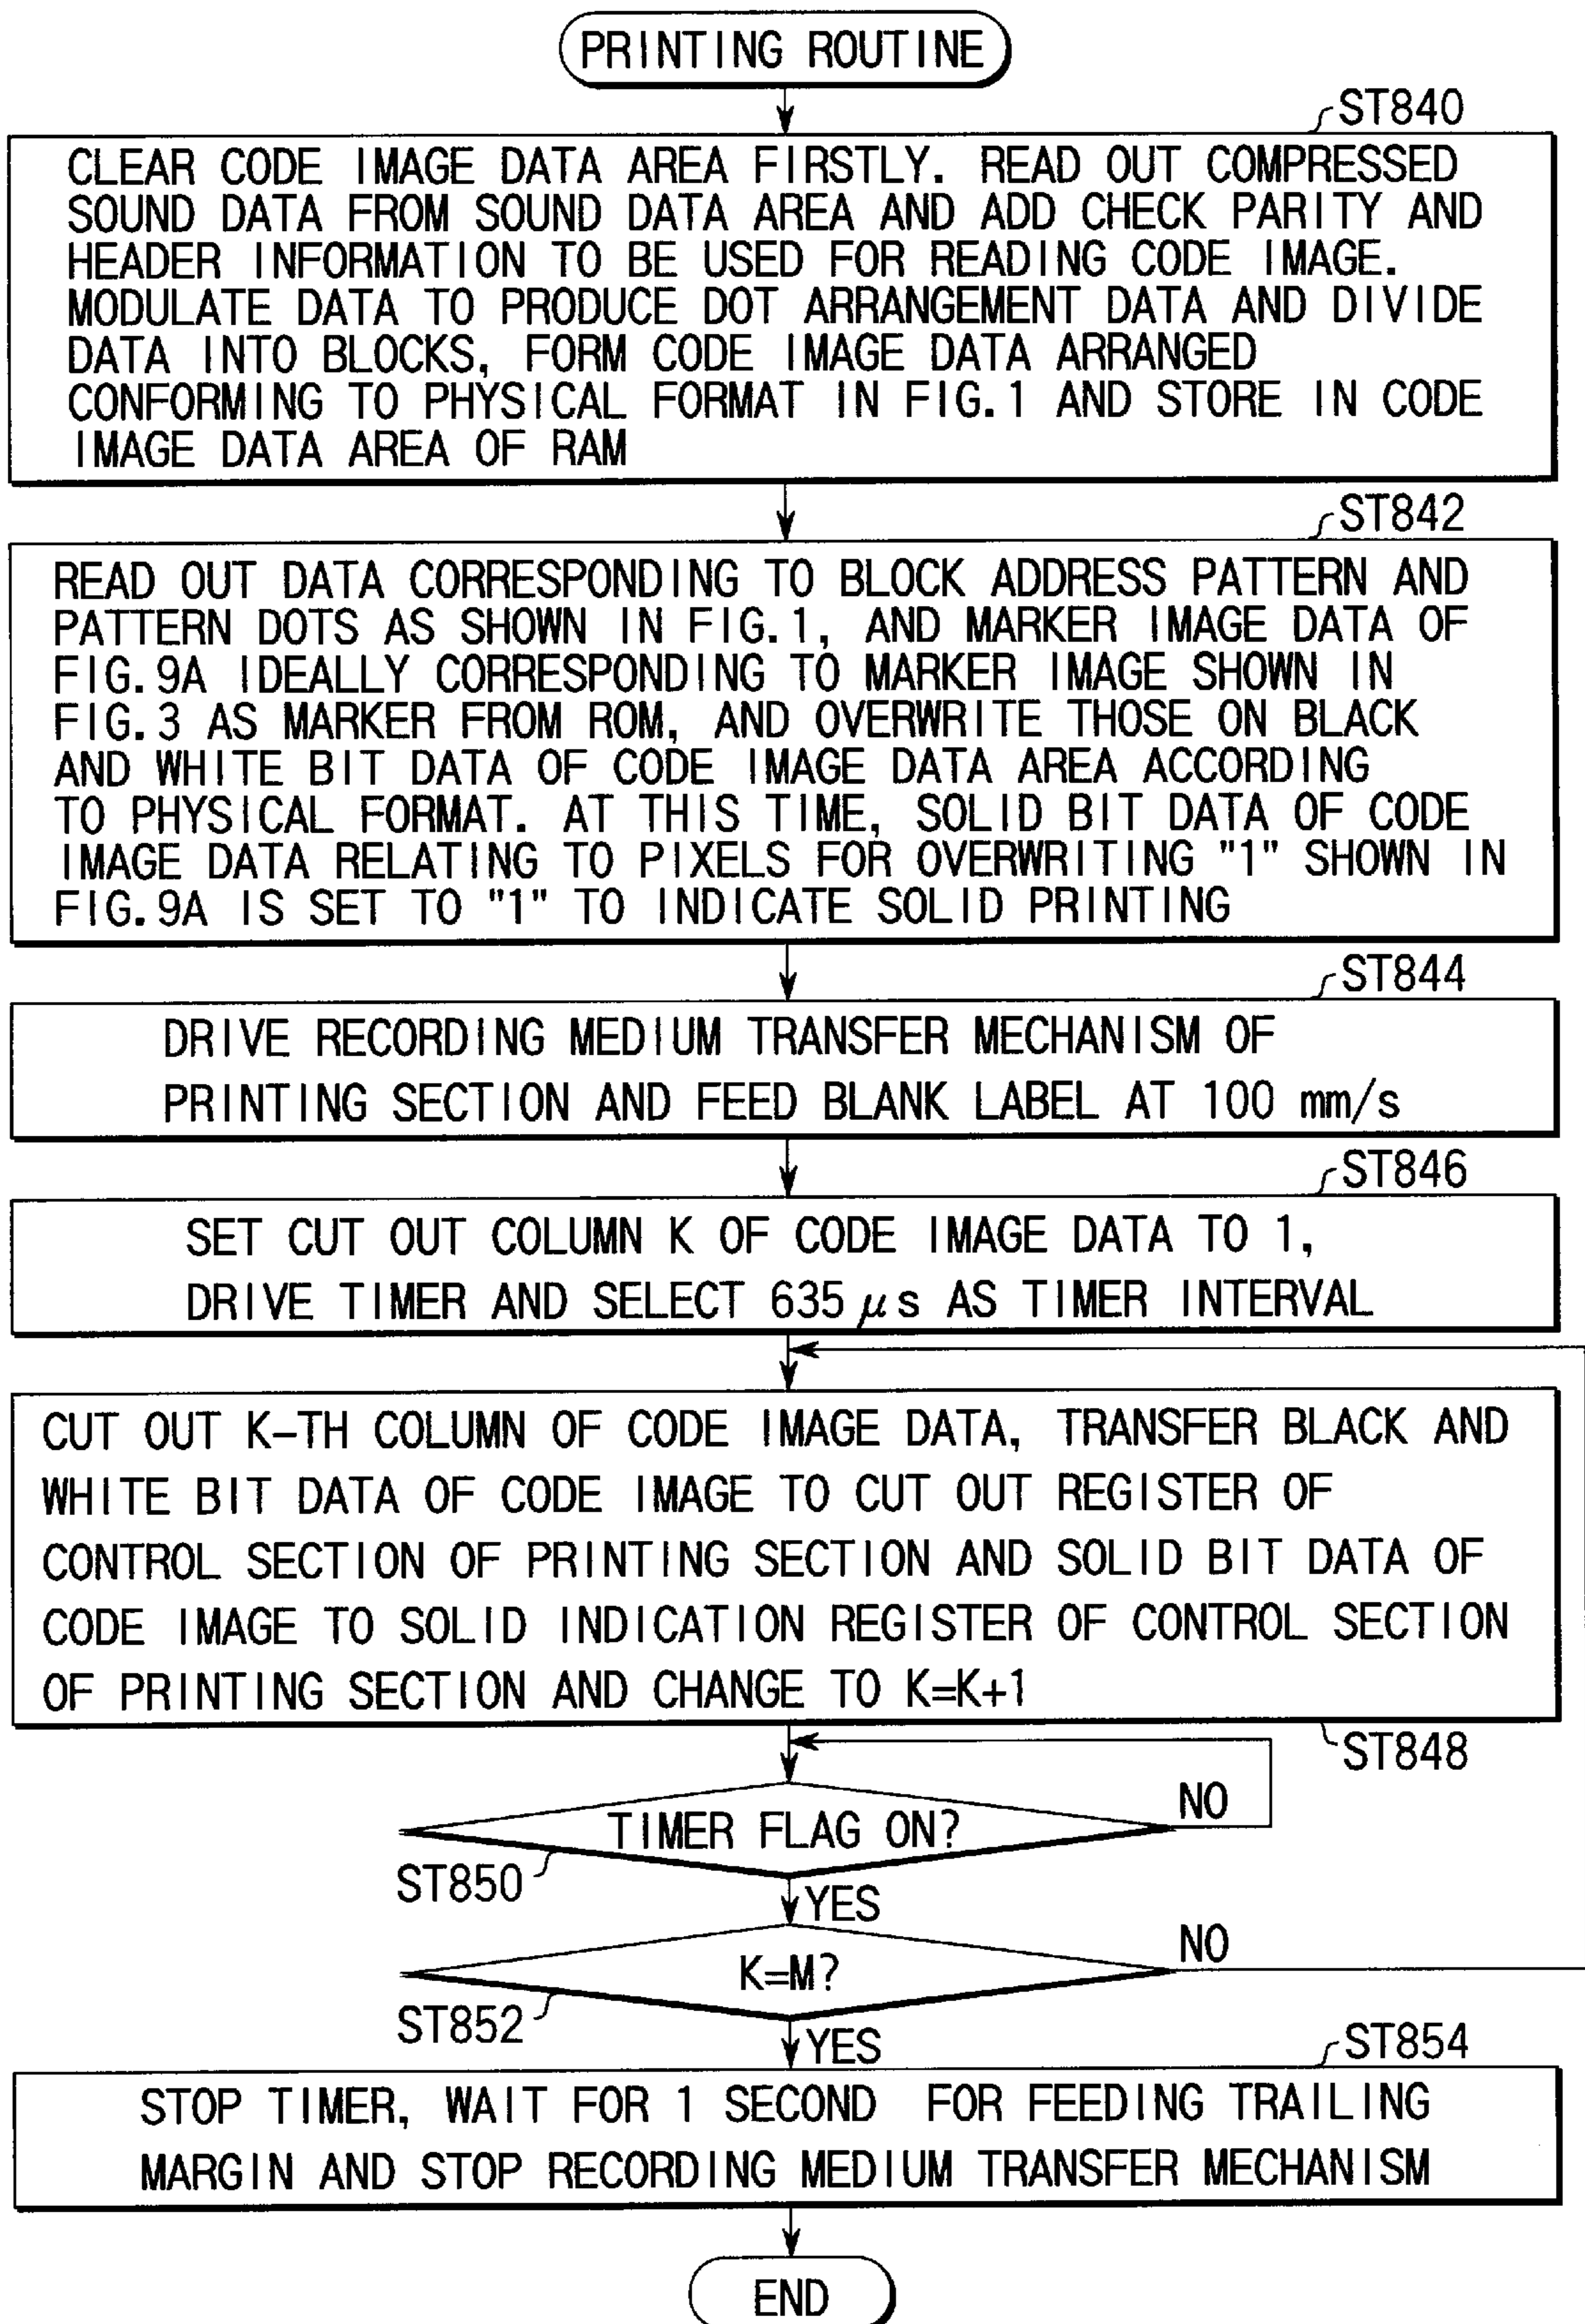 PRINTING ROUTINE
ST840
CLEAR CODE IMAGE DATA AREA FIRSTLY. READ OUT COMPRESSED
SOUND DATA FROM SOUND DATA AREA AND ADD CHECK PARITY AND
HEADER INFORMATION TO BE USED FOR READING CODE IMAGE.
MODULATE DATA TO PRODUCE DOT ARRANGEMENT DATA AND DIVIDE
DATA INTO BLOCKS, FORM CODE IMAGE DATA ARRANGED
CONFORMING TO PHYSICAL FORMAT IN FIG.1 AND STORE IN CODE
IMAGE DATA AREA OF RAM
ST842
READ OUT DATA CORRESPONDING TO BLOCK ADDRESS PATTERN AND
PATTERN DOTS AS SHOWN IN FIG.1, AND MARKER IMAGE DATA OF
FIG.9A IDEALLY CORRESPONDING TO MARKER IMAGE SHOWN IN
FIG.3 AS MARKER FROM ROM, AND OVERWRITE THOSE ON BLACK
AND WHITE BIT DATA OF CODE IMAGE DATA AREA ACCORDING
TO PHYSICAL FORMAT. AT THIS TIME, SOLID BIT DATA OF CODE
IMAGE DATA RELATING TO PIXELS FOR OVERWRITING "1" SHOWN IN
FIG.9A IS SET TO "1" TO INDICATE SOLID PRINTING
ST844
DRIVE RECORDING MEDIUM TRANSFER MECHANISM OF
PRINTING SECTION AND FEED BLANK LABEL AT 100 mm/s
ST846
SET CUT OUT COLUMN K OF CODE IMAGE DATA TO 1,
DRIVE TIMER AND SELECT 635 μs AS TIMER INTERVAL
CUT OUT K-TH COLUMN OF CODE IMAGE DATA, TRANSFER BLACK AND
WHITE BIT DATA OF CODE IMAGE TO CUT OUT REGISTER OF
CONTROL SECTION OF PRINTING SECTION AND SOLID BIT DATA OF
CODE IMAGE TO SOLID INDICATION REGISTER OF CONTROL SECTION
OF PRINTING SECTION AND CHANGE TO K=K+1
ST848
NO
TIMER FLAG ON?
ST850
YES
NO
K=M?
ST852
YES
ST854
STOP TIMER, WAIT FOR 1 SECOND FOR FEEDING TRAILING
MARGIN AND STOP RECORDING MEDIUM TRANSFER MECHANISM
END